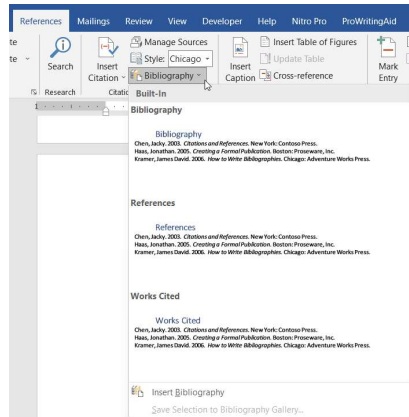 References Mailings Review View Developer Help Nitro Pro ProWritingAid
te Manage Sources Insert Table of Figures
te Search Insert Citation Style: Chicago Insert Caption Update Table Mark Entry
Bibliography Cross-reference
Research Citatio
Built-In
Bibliography
Bibliography
Chen, Jacky. 2003. Citations and References. New York: Contoso Press.
Haas, Jonathan. 2005. Creating a Formal Publication. Boston: Proseware, Inc.
Kramer, James David. 2006. How to Write Bibliographies. Chicago: Adventure Works Press.
References
References
Chen, Jacky. 2003. Citations and References. New York: Contoso Press.
Haas, Jonathan. 2005. Creating a Formal Publication. Boston: Proseware, Inc.
Kramer, James David. 2006. How to Write Bibliographies. Chicago: Adventure Works Press.
Works Cited
Works Cited
Chen, Jacky. 2003. Citations and References. New York: Contoso Press.
Haas, Jonathan. 2005. Creating a Formal Publication. Boston: Proseware, Inc.
Kramer, James David. 2006. How to Write Bibliographies. Chicago: Adventure Works Press.
Insert Bibliography
Save Selection to Bibliography Gallery...